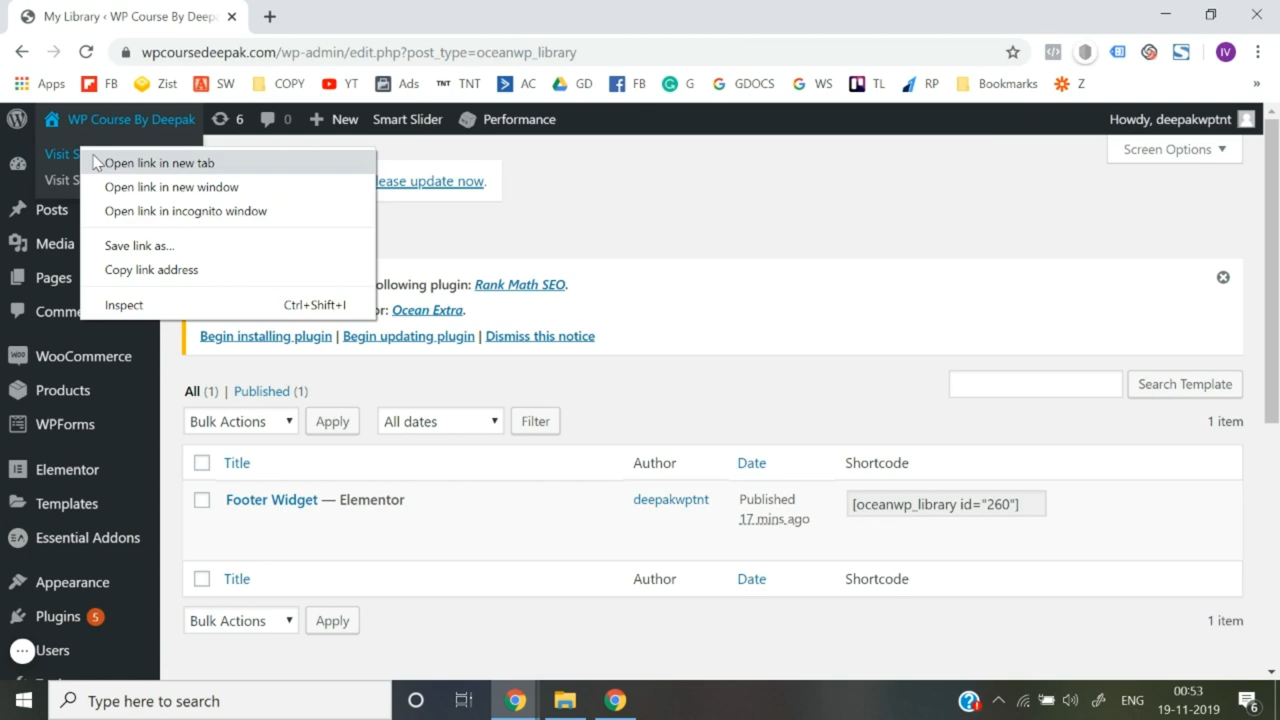 My Library ‹ WP Course By Deep
wpcoursedeepak.com/wp-admin/edit.php?post_type=oceanwp_library
IV
Apps FB Zist SW COPY YT Ads TNT TNT AC GD FB G GDOCS WS TL RP Bookmarks Z »
WP Course By Deepak 6 0 New Smart Slider Performance Howdy, deepakwptnt
Screen Options
Visit S
Visit S
Open link in new tab
Open link in new window
Open link in incognito window
Save link as...
Copy link address
Inspect Ctrl+Shift+I
ease update now.
Posts
Media
Pages
Comme
WooCommerce
Products
WPForms
Elementor
Templates
Essential Addons
Appearance
Plugins 5
Users
ollowing plugin: Rank Math SEO.
r: Ocean Extra.
Begin installing plugin | Begin updating plugin | Dismiss this notice
All (1) | Published (1)
Search Template
Bulk Actions Apply All dates Filter 1 item
Title Author Date Shortcode
Footer Widget — Elementor deepakwptnt Published [oceanwp_library id="260"]
17 mins ago
Title Author Date Shortcode
Bulk Actions Apply 1 item
Type here to search
ENG 00:53
19-11-2019
6